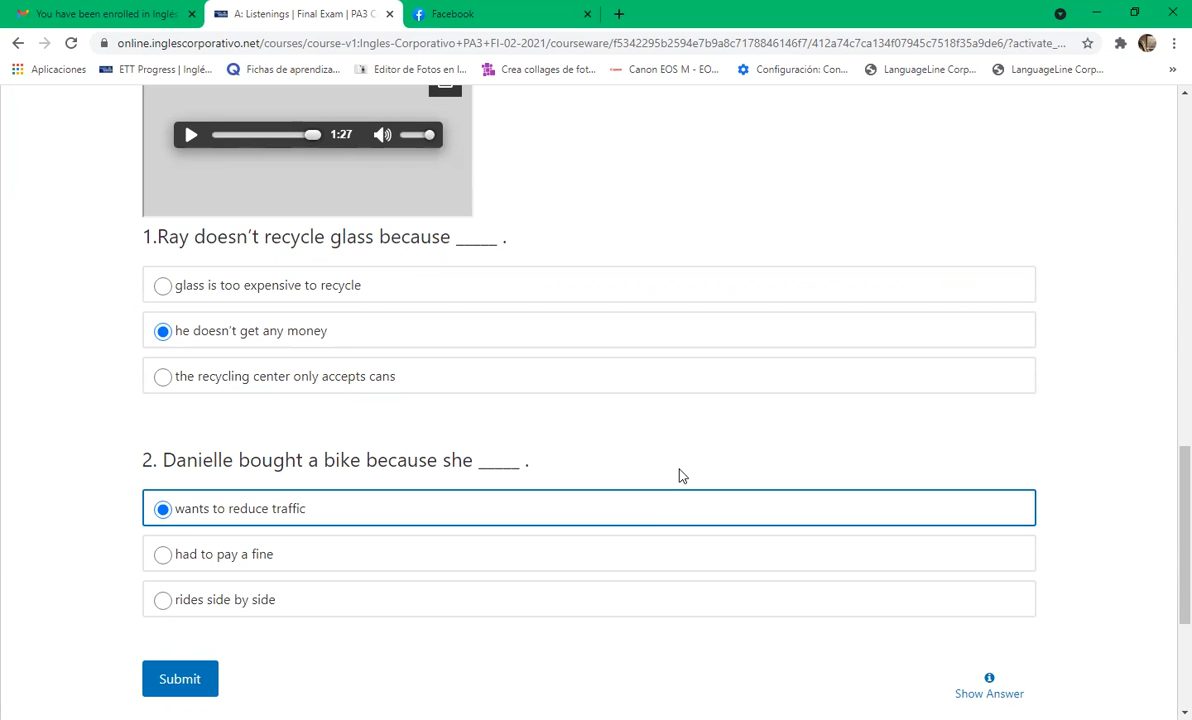 You have been enrolled in Inglés
A: Listenings | Final Exam | PA3 C
Facebook
online.inglescorporativo.net/courses/course-v1:Ingles-Corporativo+PA3+FI-02-2021/courseware/f5342295b2594e7b9a8c7178846146f7/412a74c7ca134f07945c7518f35a9de6/?activate_...
Aplicaciones ETT Progress | Inglé... Fichas de aprendiza... Editor de Fotos en l... Crea collages de fot... Canon EOS M - EO... Configuración: Con... LanguageLine Corp... LanguageLine Corp... »
1:27
1.Ray doesn't recycle glass because _____ .
glass is too expensive to recycle
he doesn't get any money
the recycling center only accepts cans
2. Danielle bought a bike because she _____ .
wants to reduce traffic
had to pay a fine
rides side by side
Submit
Show Answer